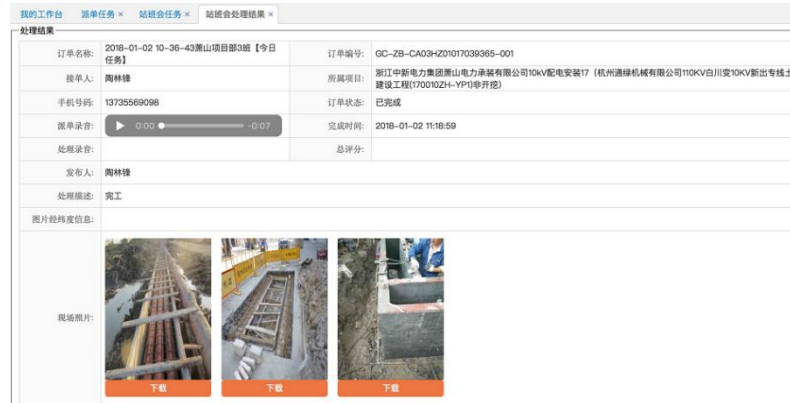 我的工作台 派单任务 × 站班会任务 × 站班会处理结果 ×
处理结果
订单名称: 2018-01-02 10-36-43萧山项目部3班【今日
任务】
订单编号: GC-ZB-CA03HZ01017039365-001
接单人: 陶林锋
所属项目: 浙江中新电力集团萧山电力承装有限公司10kV配电安装17 (杭州通绿机械有限公司110KV白川变10KV新出专线土
建设工程(170010ZH-YP1)非开挖)
手机号码: 13735569098
订单状态: 已完成
派单录音: 0:00 -0:07
完成时间: 2018-01-02 11:18:59
处理录音:
总评分:
发布人: 陶林锋
处理描述: 完工
图片经纬度信息:
现场照片:
下载 下载 下载